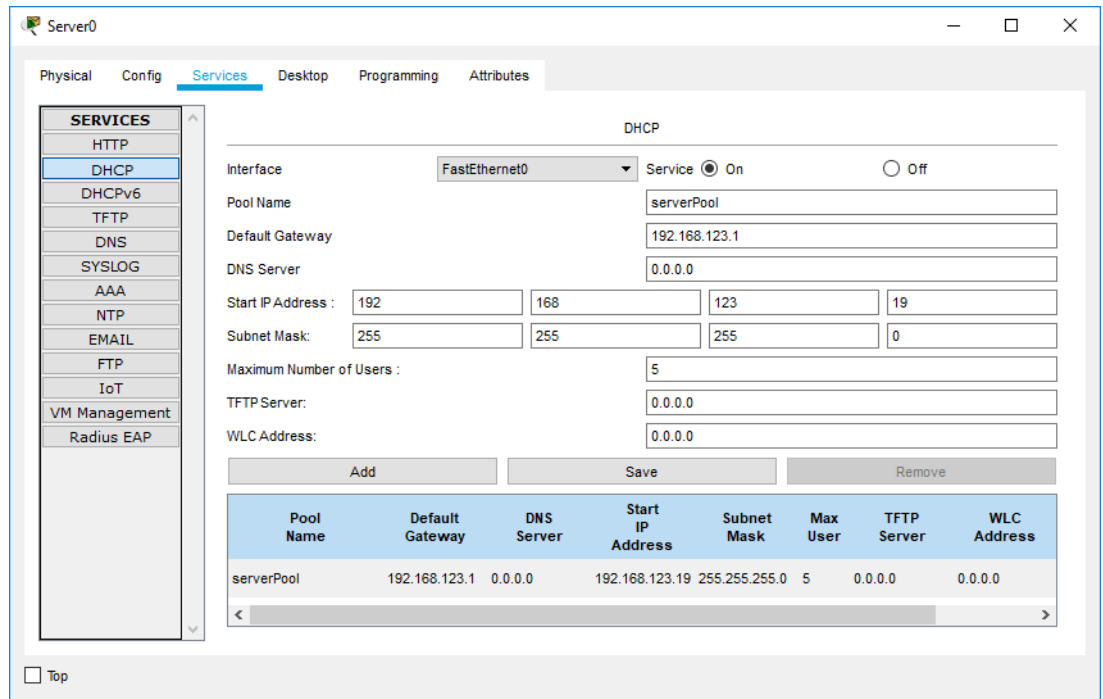 Server0
Physical Config Services Desktop Programming Attributes
SERVICES
HTTP
DHCP
DHCPv6
TFTP
DNS
SYSLOG
AAA
NTP
EMAIL
FTP
IoT
VM Management
Radius EAP
DHCP
Interface FastEthernet0 Service On Off
Pool Name serverPool
Default Gateway 192.168.123.1
DNS Server 0.0.0.0
Start IP Address : 192 168 123 19
Subnet Mask: 255 255 255 0
Maximum Number of Users : 5
TFTP Server: 0.0.0.0
WLC Address: 0.0.0.0
Add Save Remove
Pool Name Default Gateway DNS Server Start IP Address Subnet Mask Max User TFTP Server WLC Address
serverPool 192.168.123.1 0.0.0.0 192.168.123.19 255.255.255.0 5 0.0.0.0 0.0.0.0
Top